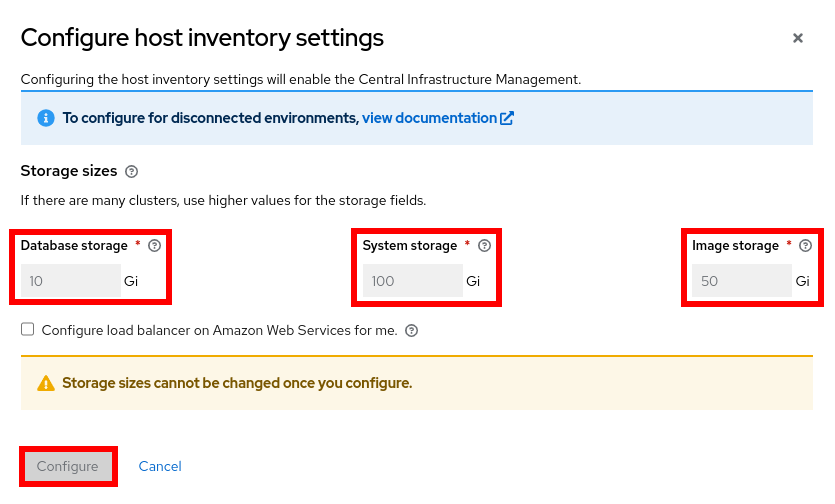 Configure host inventory settings
Configuring the host inventory settings will enable the Central Infrastructure Management.
To configure for disconnected environments, view documentation
Storage sizes
If there are many clusters, use higher values for the storage fields.
Database storage * System storage * Image storage *
10 Gi 100 Gi 50 Gi
Configure load balancer on Amazon Web Services for me.
Storage sizes cannot be changed once you configure.
Configure Cancel